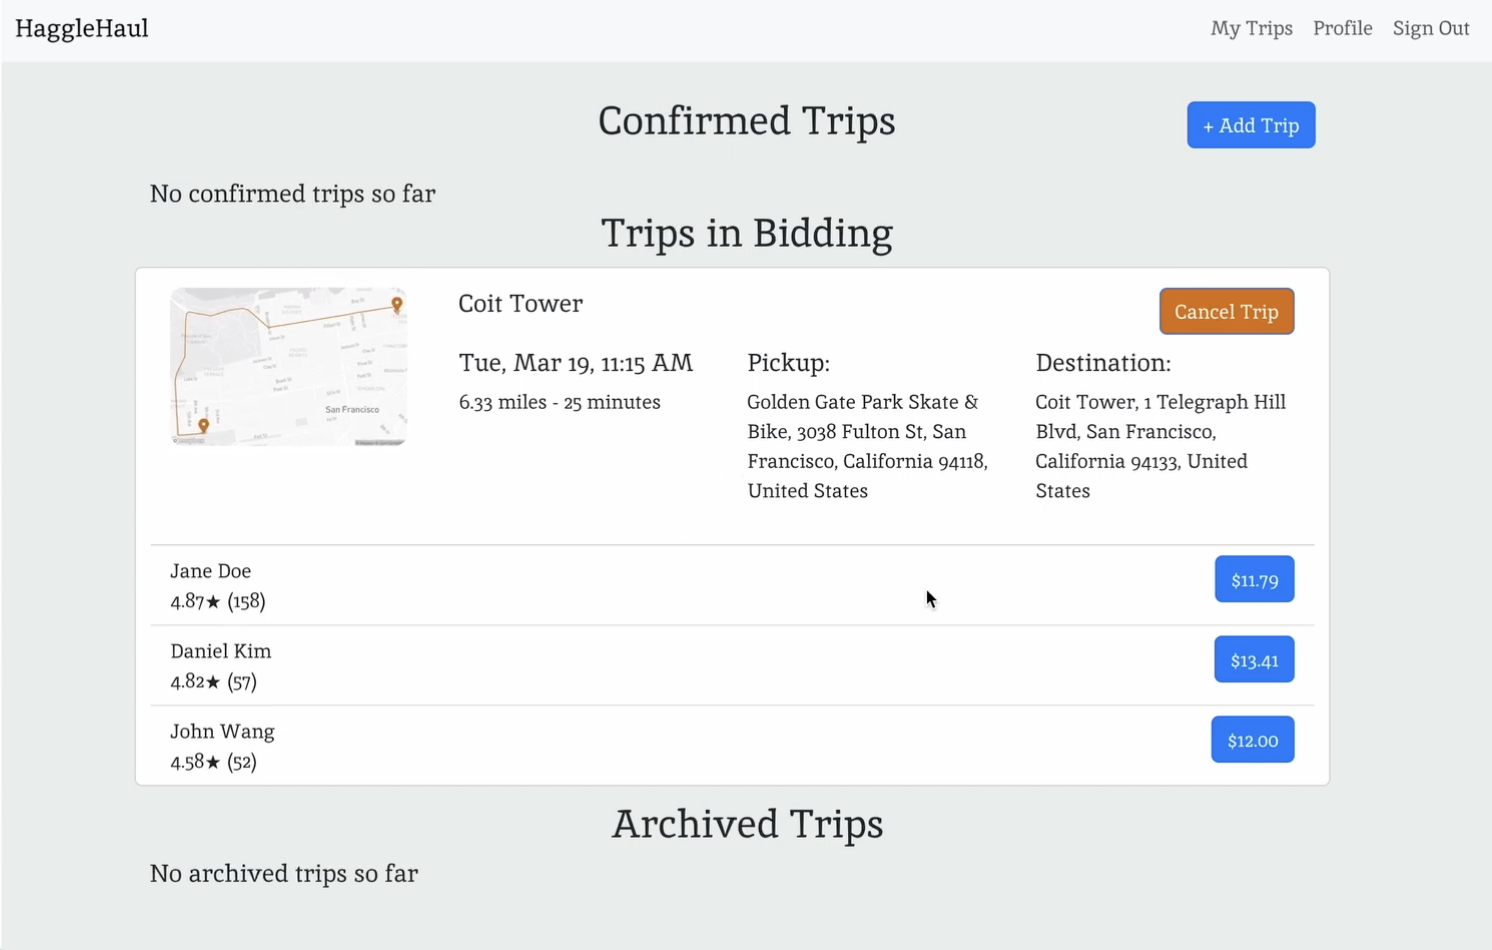 HaggleHaul
My Trips Profile Sign Out
Confirmed Trips
+ Add Trip
No confirmed trips so far
Trips in Bidding
San Francisco
Coit Tower
Cancel Trip
Tue, Mar 19, 11:15 AM
6.33 miles - 25 minutes
Pickup:
Golden Gate Park Skate &
Bike, 3038 Fulton St, San
Francisco, California 94118,
United States
Destination:
Coit Tower, 1 Telegraph Hill
Blvd, San Francisco,
California 94133, United
States
Jane Doe
4.87★ (158)
$11.79
Daniel Kim
4.82★ (57)
$13.41
John Wang
4.58★ (52)
$12.00
Archived Trips
No archived trips so far